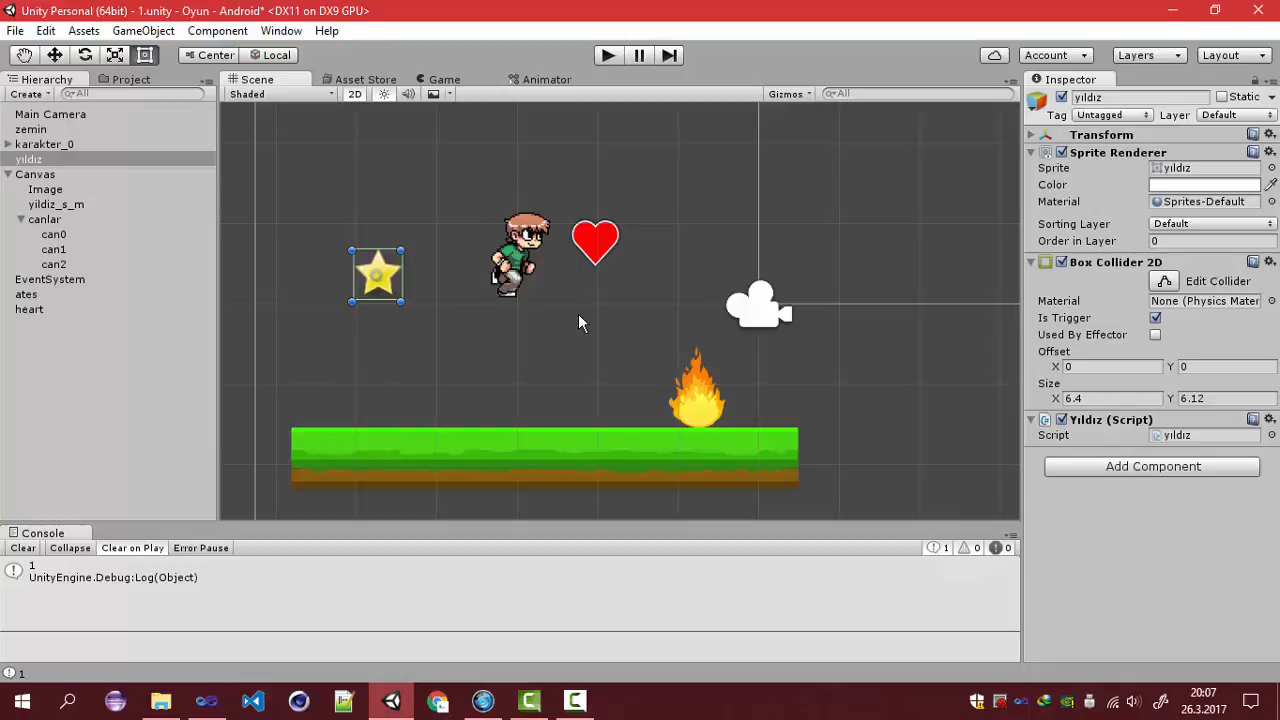 Unity Personal (64bit) - 1.unity - Oyun - Android* <DX11 on DX9 GPU>
File Edit Assets GameObject Component Window Help
Center Local Account Layers Layout
Hierarchy Project Scene Asset Store Game Animator Inspector
Create All Shaded 2D Gizmos All
yıldız Static
Tag Untagged Layer Default
Main Camera
zemin
karakter_0
yıldız
Canvas
Image
yildiz_s_m
canlar
can0
can1
can2
EventSystem
ates
heart
Transform
Sprite Renderer
Sprite yıldız
Color
Material Sprites-Default
Sorting Layer Default
Order in Layer 0
Box Collider 2D
Edit Collider
Material None (Physics Mater
Is Trigger
Used By Effector
Offset
X 0 Y 0
Size
X 6.4 Y 6.12
Yıldız (Script)
Script yıldız
Add Component
Console
Clear Collapse Clear on Play Error Pause 1 0 0
1
UnityEngine.Debug:Log(Object)
1
20:07
26.3.2017